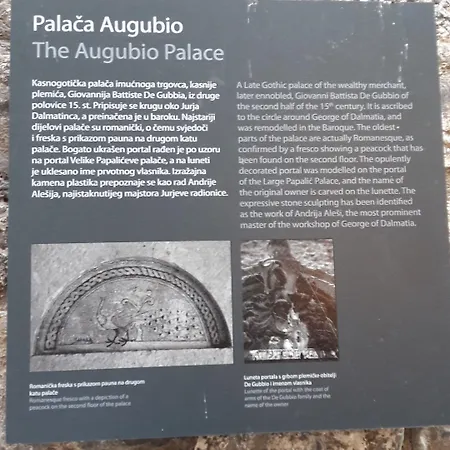 Palača Augubio
The Augubio Palace
Kasnogotička palača imućnoga trgovca, kasnije
plemića, Giovannija Battiste De Gubbia, iz druge
polovice 15. st. Pripisuje se krugu oko Jurja
Dalmatinca, a preinačena je u baroku. Najstariji
dijelovi palače su romanički, o čemu svjedoči
i freska s prikazom pauna na drugom katu
palače. Bogato ukrašen portal rađen je po uzoru
na portal Velike Papalićeve palače, a na luneti
je uklesano ime prvotnog vlasnika. Izražajna
kamena plastika prepoznaje se kao rad Andrije
Alešija, najistaknutijeg majstora Jurjeve radionice.
A Late Gothic palace of the wealthy merchant,
later ennobled, Giovanni Battista De Gubbio of
the second half of the 15th century. It is ascribed
to the circle around George of Dalmatia, and
was remodelled in the Baroque. The oldest
parts of the palace are actually Romanesque, as
confirmed by a fresco showing a peacock that has
been found on the second floor. The opulently
decorated portal was modelled on the portal
of the Large Papalić Palace, and the name of
the original owner is carved on the lunette. The
expressive stone sculpting has been identified
as the work of Andrija Aleši, the most prominent
master of the workshop of George of Dalmatia.
Romanička freska s prikazom pauna na drugom
katu palače
Romanesque fresco with a depiction of a
peacock on the second floor of the palace
Luneta portala s grbom plemićke obitelji
De Gubbio i imenom vlasnika
Lunette of the portal with the coat of
arms of the De Gubbio family and the
name of the owner